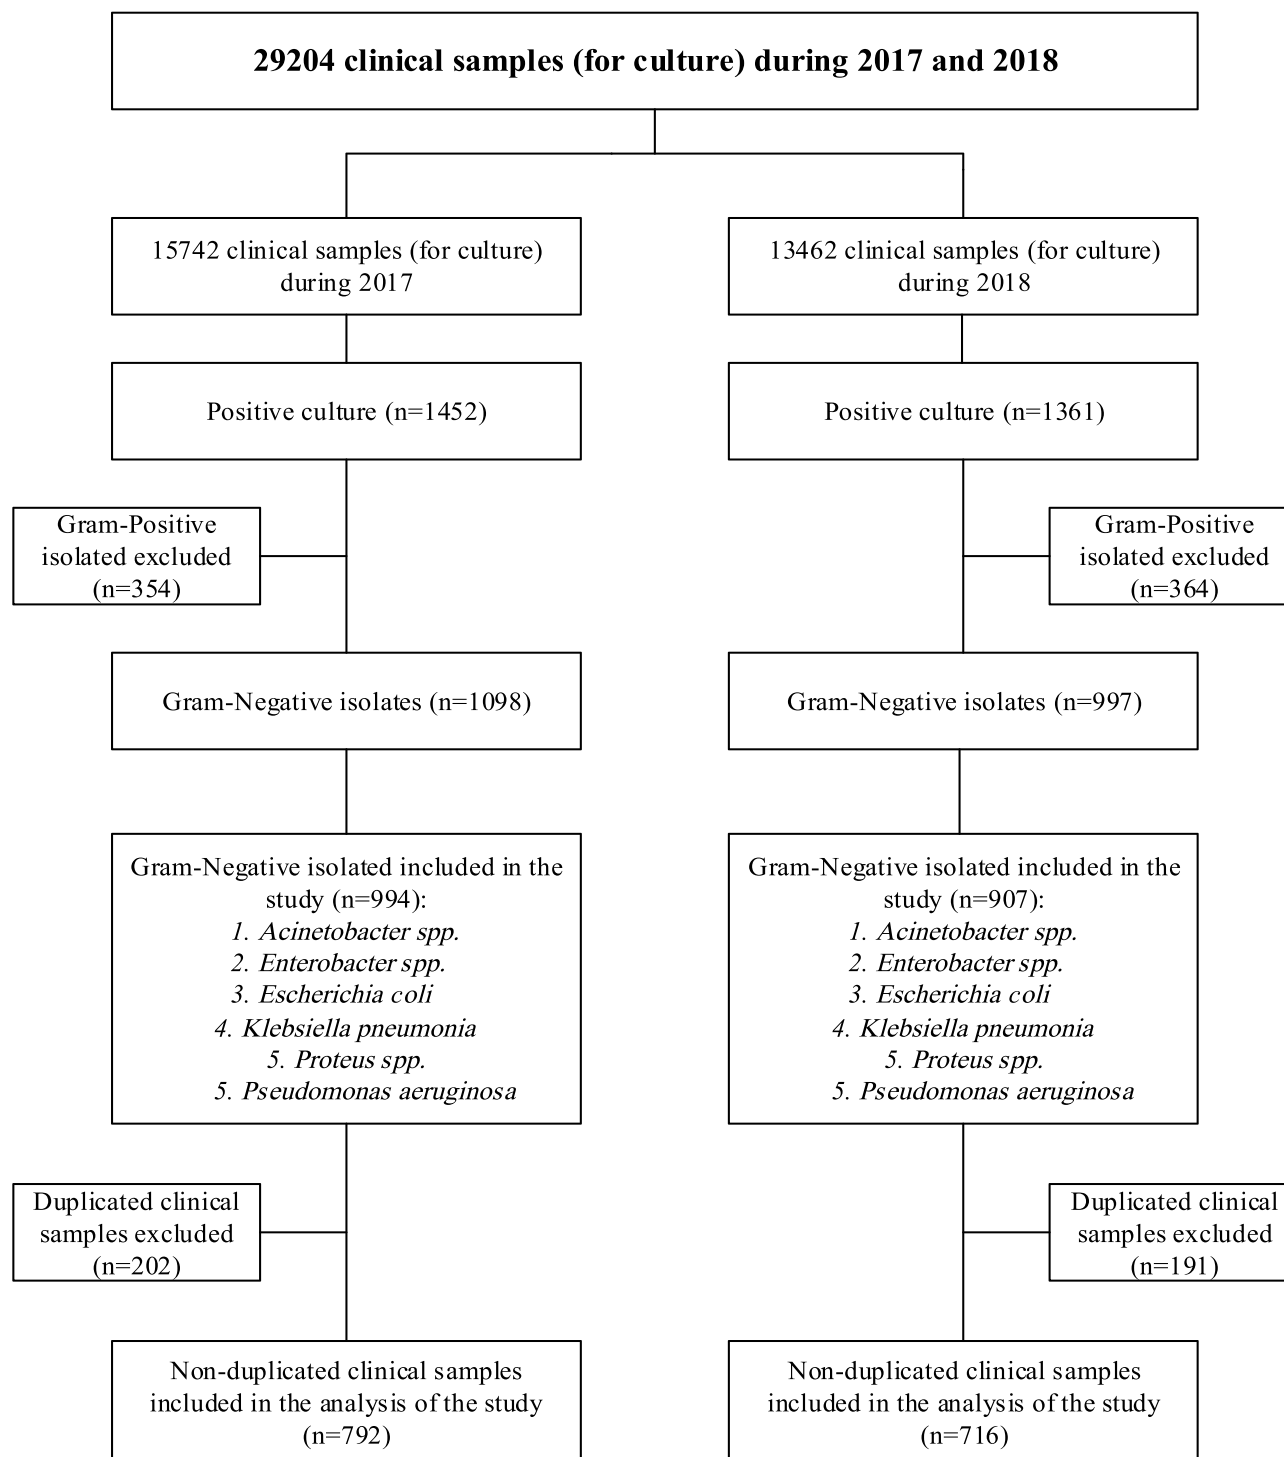 29204 clinical samples (for culture) during 2017 and 2018
15742 clinical samples (for culture)
during 2017
13462 clinical samples (for culture)
during 2018
Positive culture (n=1452)
Positive culture (n=1361)
Gram-Positive
isolated excluded
(n=354)
Gram-Positive
isolated excluded
(n=364)
Gram-Negative isolates (n=1098)
Gram-Negative isolates (n=997)
Gram-Negative isolated included in the
study (n=994):
1. Acinetobacter spp.
2. Enterobacter spp.
3. Escherichia coli
4. Klebsiella pneumonia
5. Proteus spp.
5. Pseudomonas aeruginosa
Gram-Negative isolated included in the
study (n=907):
1. Acinetobacter spp.
2. Enterobacter spp.
3. Escherichia coli
4. Klebsiella pneumonia
5. Proteus spp.
5. Pseudomonas aeruginosa
Duplicated clinical
samples excluded
(n=202)
Duplicated clinical
samples excluded
(n=191)
Non-duplicated clinical samples
included in the analysis of the study
(n=792)
Non-duplicated clinical samples
included in the analysis of the study
(n=716)